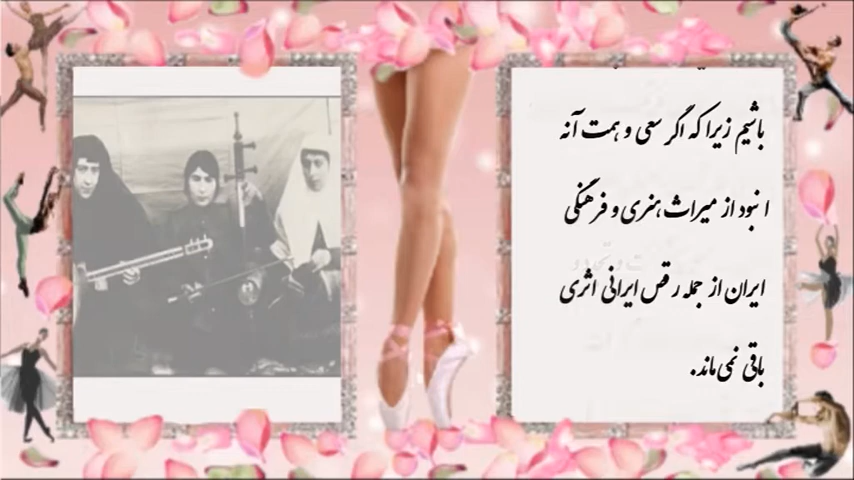 باشیم زیرا که اگر سعی و همت آنه
ا نبود از میراث هنری و فرهنگی
ایران از جمله رقص ایرانی اثری
باقی نمی‌ماند.